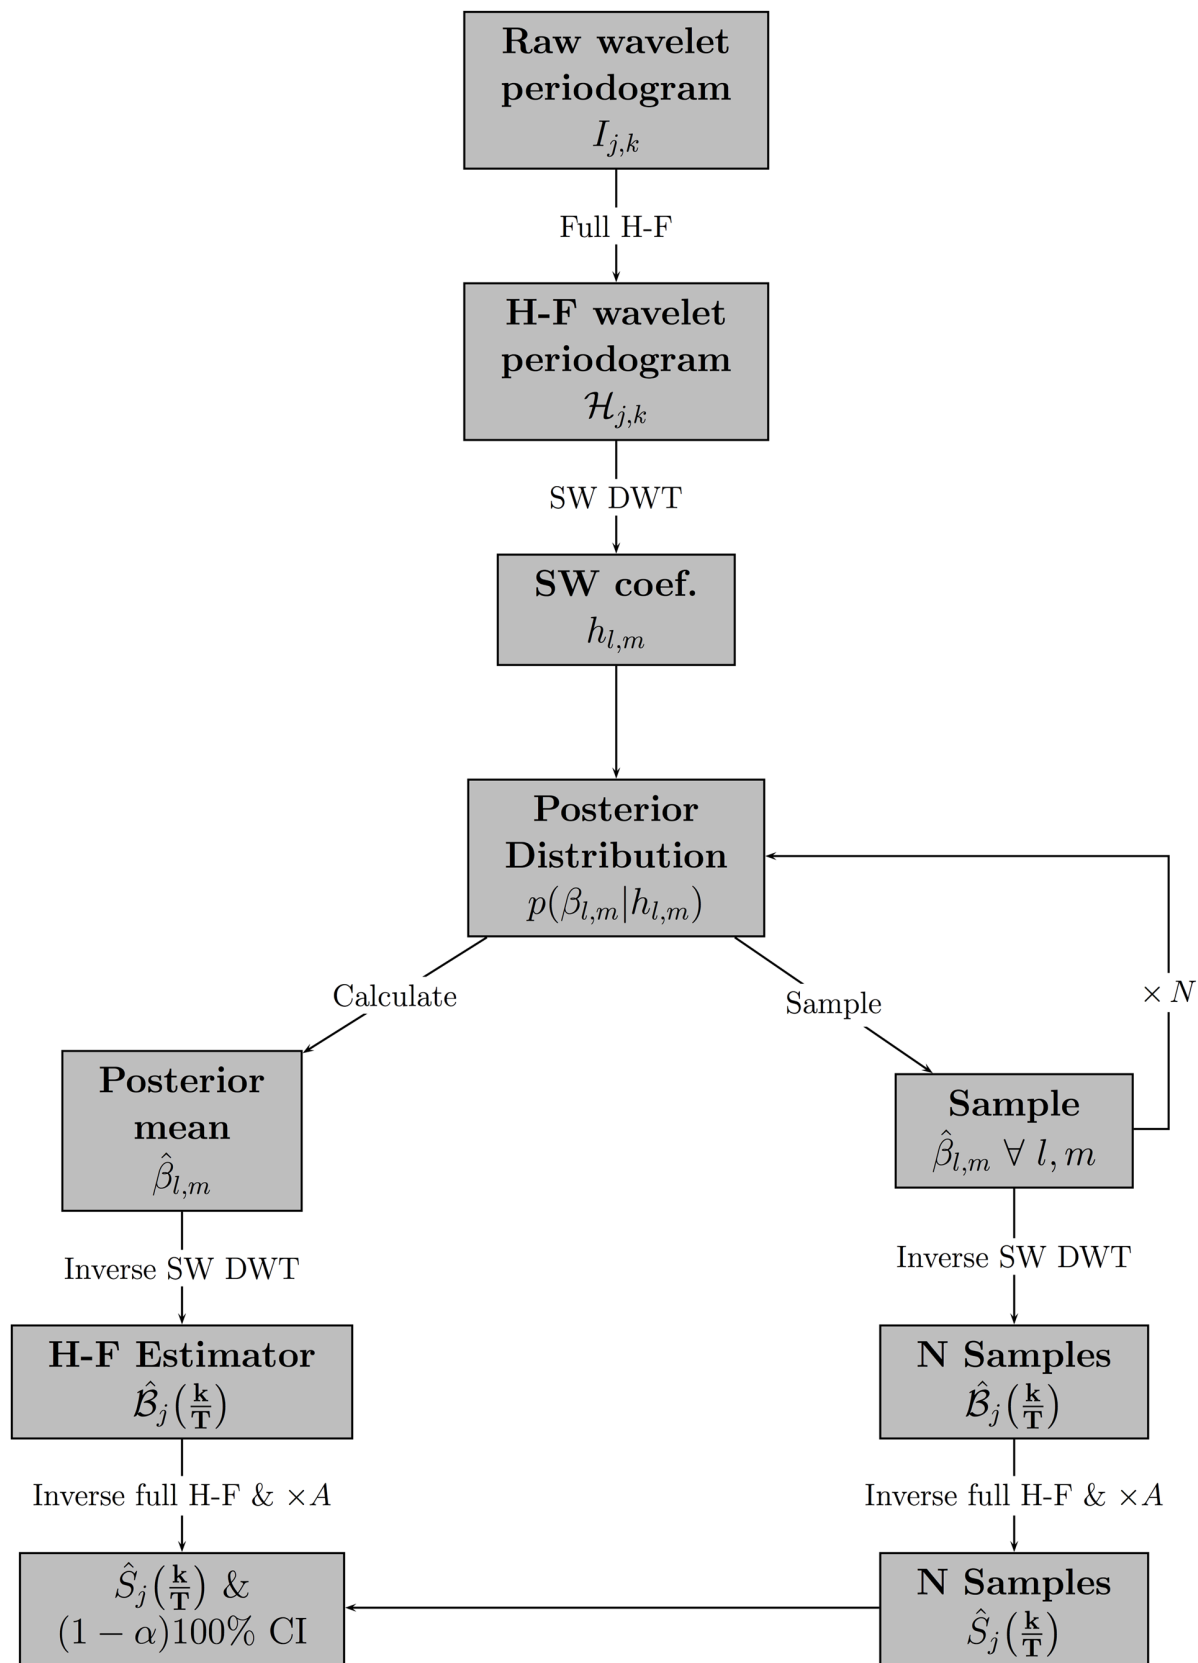 Raw wavelet
periodogram
I_{j,k}
Full H-F
H-F wavelet
periodogram
ℋ_{j,k}
SW DWT
SW coef.
h_{l,m}
Posterior
Distribution
p(β_{l,m}|h_{l,m})
Calculate
Sample
× N
Posterior
mean
β̂_{l,m}
Sample
β̂_{l,m} ∀ l, m
Inverse SW DWT
Inverse SW DWT
H-F Estimator
ℬ̂_j(k/T)
N Samples
ℬ̂_j(k/T)
Inverse full H-F & ×A
Inverse full H-F & ×A
Ŝ_j(k/T) &
(1 − α)100% CI
N Samples
Ŝ_j(k/T)